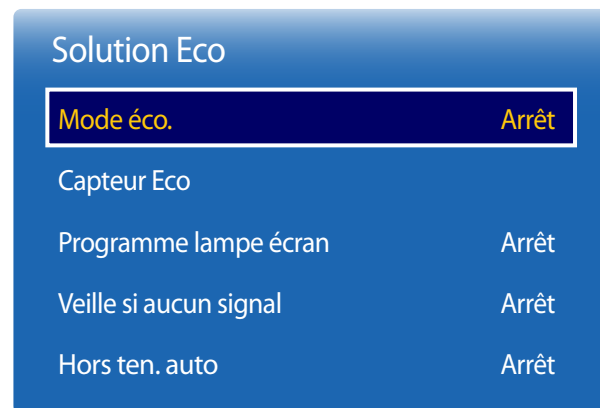 Solution Eco
Mode éco. Arrêt
Capteur Eco
Programme lampe écran Arrêt
Veille si aucun signal Arrêt
Hors ten. auto Arrêt